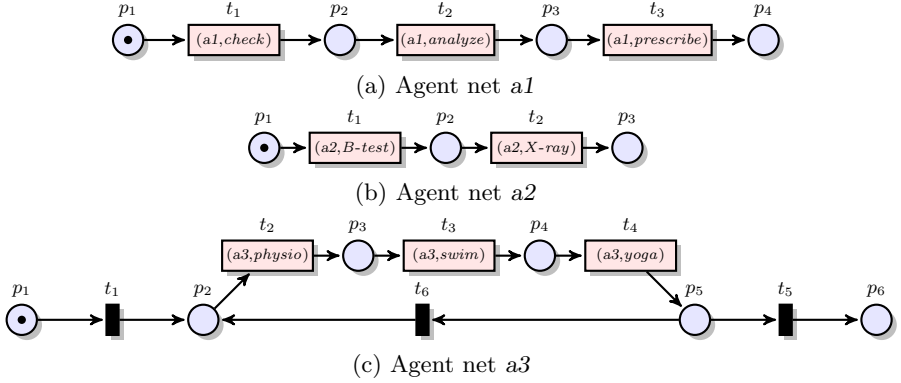 p1 t1 p2 t2 p3 t3 p4
(a1,check) (a1,analyze) (a1,prescribe)
(a) Agent net a1
p1 t1 p2 t2 p3
(a2,B-test) (a2,X-ray)
(b) Agent net a2
t2 p3 t3 p4 t4
(a3,physio) (a3,swim) (a3,yoga)
p1 t1 p2 t6 p5 t5 p6
(c) Agent net a3